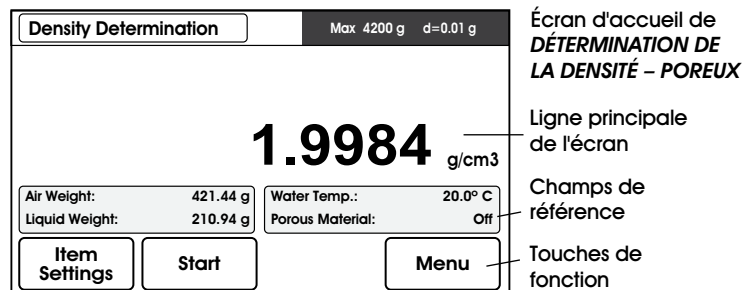 Density Determination
Max 4200 g d=0.01 g
1.9984 g/cm3
Air Weight: 421.44 g
Liquid Weight: 210.94 g
Water Temp.: 20.0º C
Porous Material: Off
Item
Settings
Start
Menu
Écran d'accueil de
DÉTERMINATION DE
LA DENSITÉ – POREUX
Ligne principale
de l'écran
Champs de
référence
Touches de
fonction